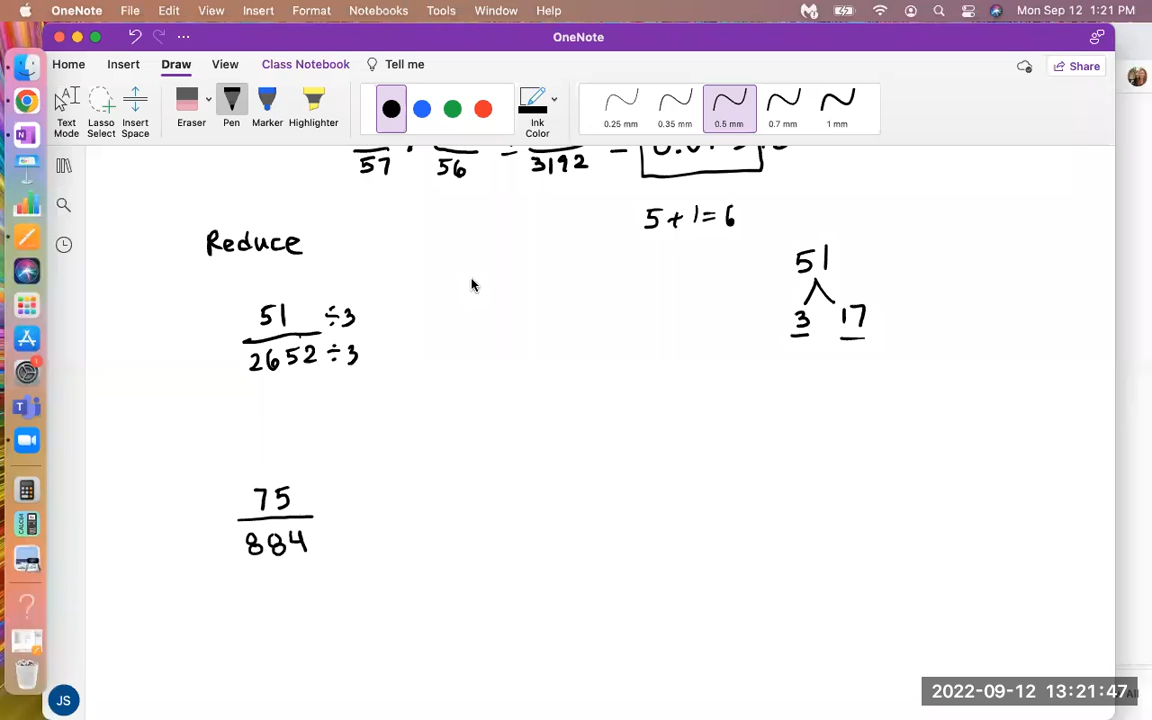 OneNote File Edit View Insert Format Notebooks Tools Window Help Mon Sep 12 1:21 PM
OneNote
Home Insert Draw View Class Notebook Tell me Share
Eraser Pen Marker Highlighter
Text Mode Lasso Select Insert Space Ink Color 0.25 mm 0.35 mm 0.5 mm 0.7 mm 1 mm
57 56 = 3192 =
5+1=6
Reduce
51
3 17
51 ÷3
2652 ÷3
75
884
JS
2022-09-12 13:21:47